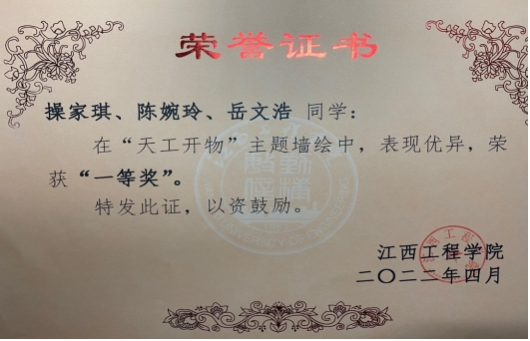 荣誉证书
操家琪、陈婉玲、岳文浩 同学：
在“天工开物”主题墙绘中，表现优异，荣
获“一等奖”。
特发此证，以资鼓励。
江西工程学院
二〇二二年四月